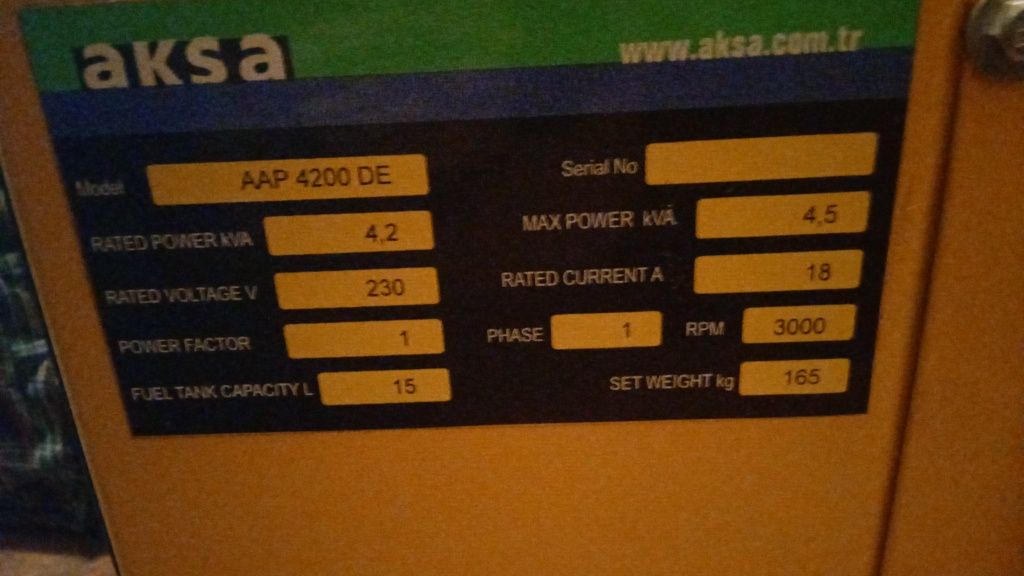 aksa www.aksa.com.tr
Model AAP 4200 DE Serial No
RATED POWER kVA 4,2 MAX POWER kVA 4,5
RATED VOLTAGE V 230 RATED CURRENT A 18
POWER FACTOR 1 PHASE 1 RPM 3000
FUEL TANK CAPACITY L 15 SET WEIGHT kg 165